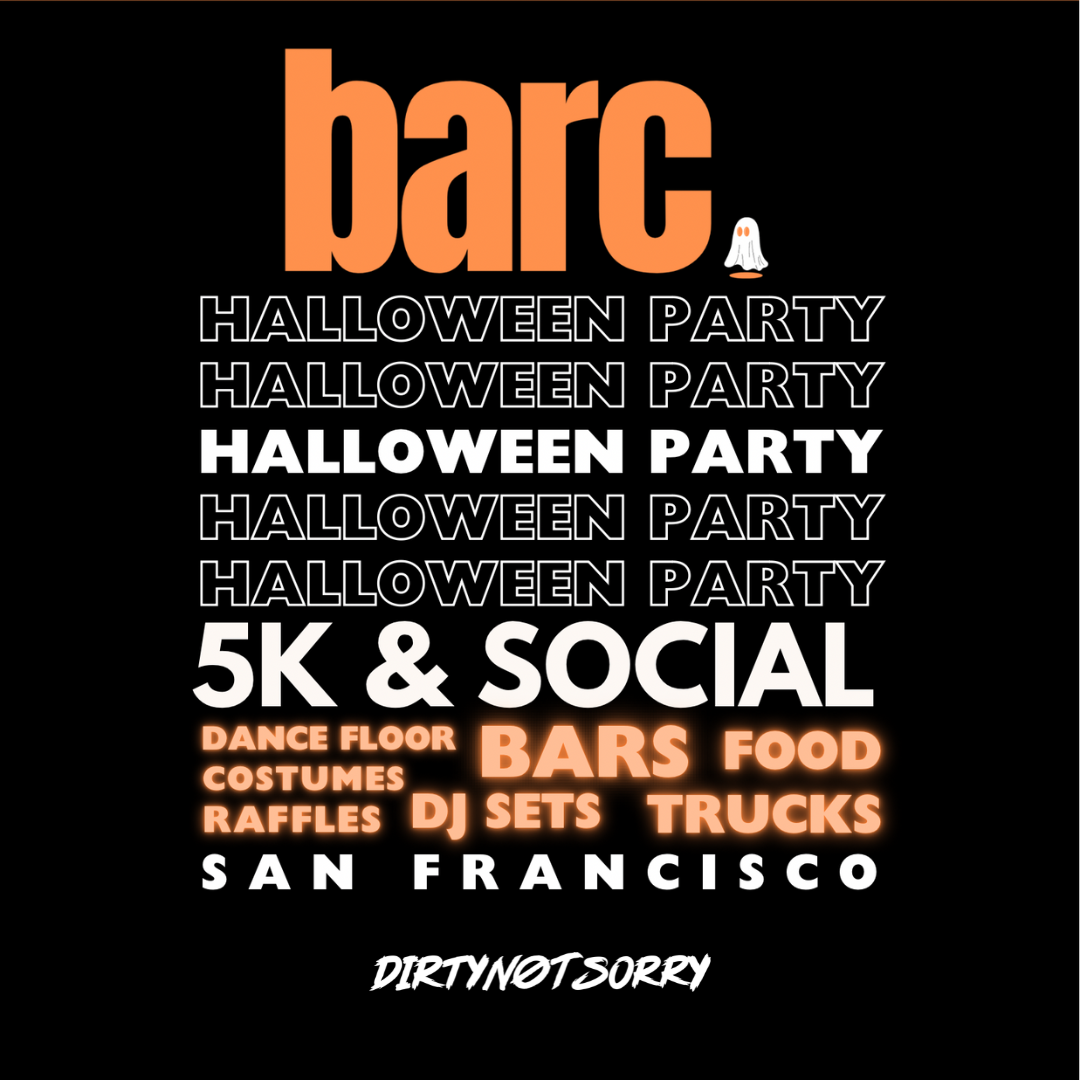 barc.
HALLOWEEN PARTY
HALLOWEEN PARTY
HALLOWEEN PARTY
HALLOWEEN PARTY
HALLOWEEN PARTY
5K & SOCIAL
DANCE FLOOR
COSTUMES
RAFFLES
BARS
DJ SETS
FOOD
TRUCKS
SAN FRANCISCO
DIRTYNØTSORRY